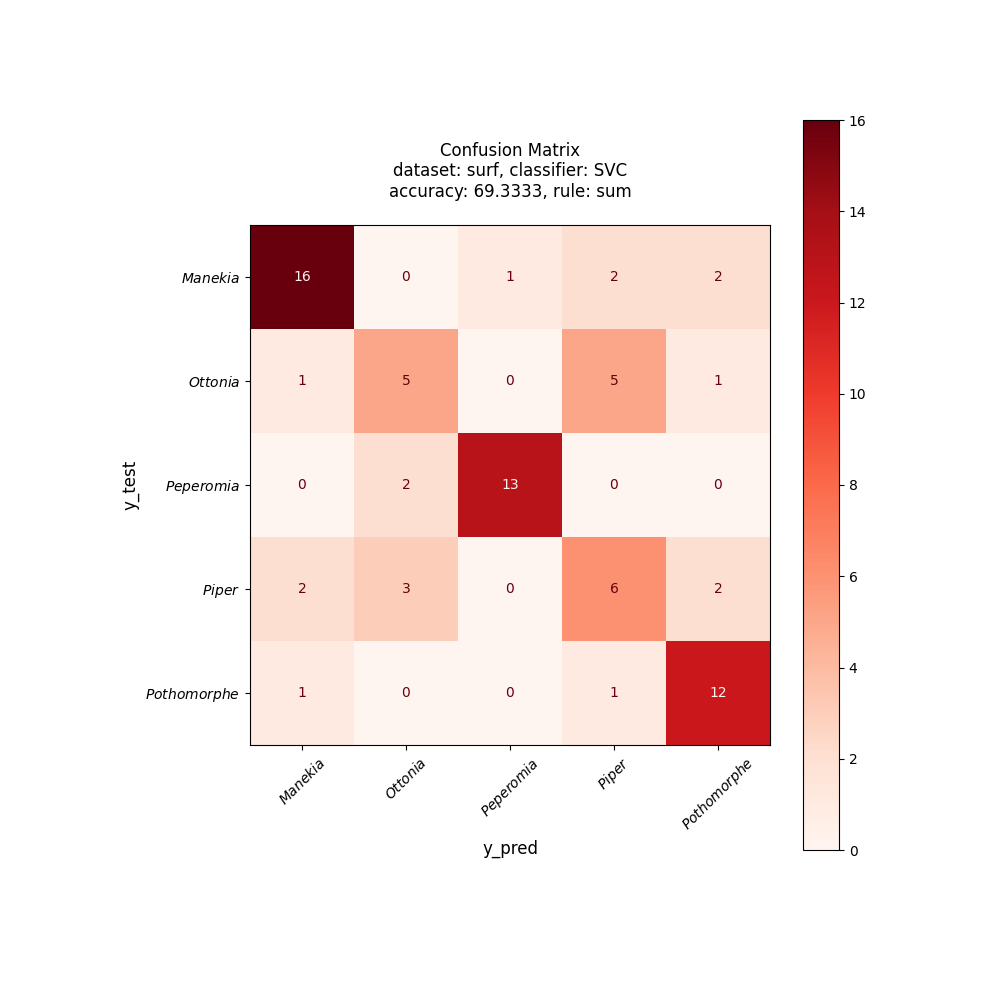 Confusion Matrix
dataset: surf, classifier: SVC
accuracy: 69.3333, rule: sum
Manekia 16 0 1 2 2
Ottonia 1 5 0 5 1
Peperomia 0 2 13 0 0
Piper 2 3 0 6 2
Pothomorphe 1 0 0 1 12
Manekia Ottonia Peperomia Piper Pothomorphe
y_pred
y_test
16
14
12
10
8
6
4
2
0